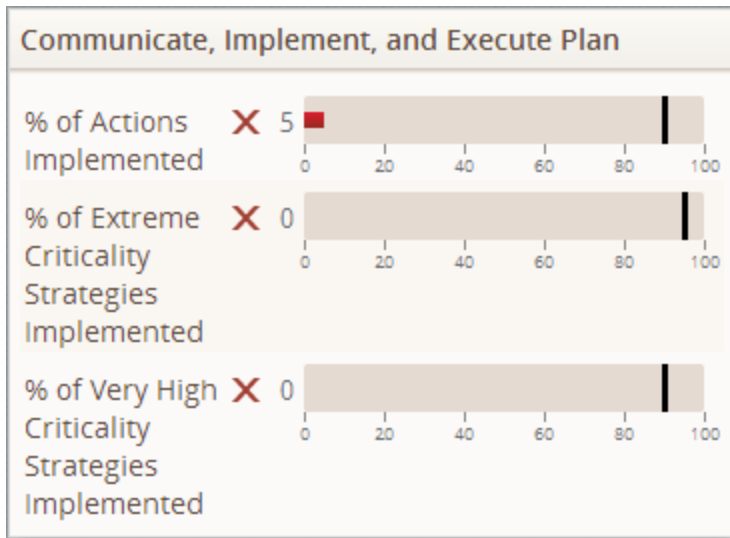 Communicate, Implement, and Execute Plan
% of Actions 5
Implemented
0 20 40 60 80 100
% of Extreme 0
Criticality
Strategies
Implemented
0 20 40 60 80 100
% of Very High 0
Criticality
Strategies
Implemented
0 20 40 60 80 100